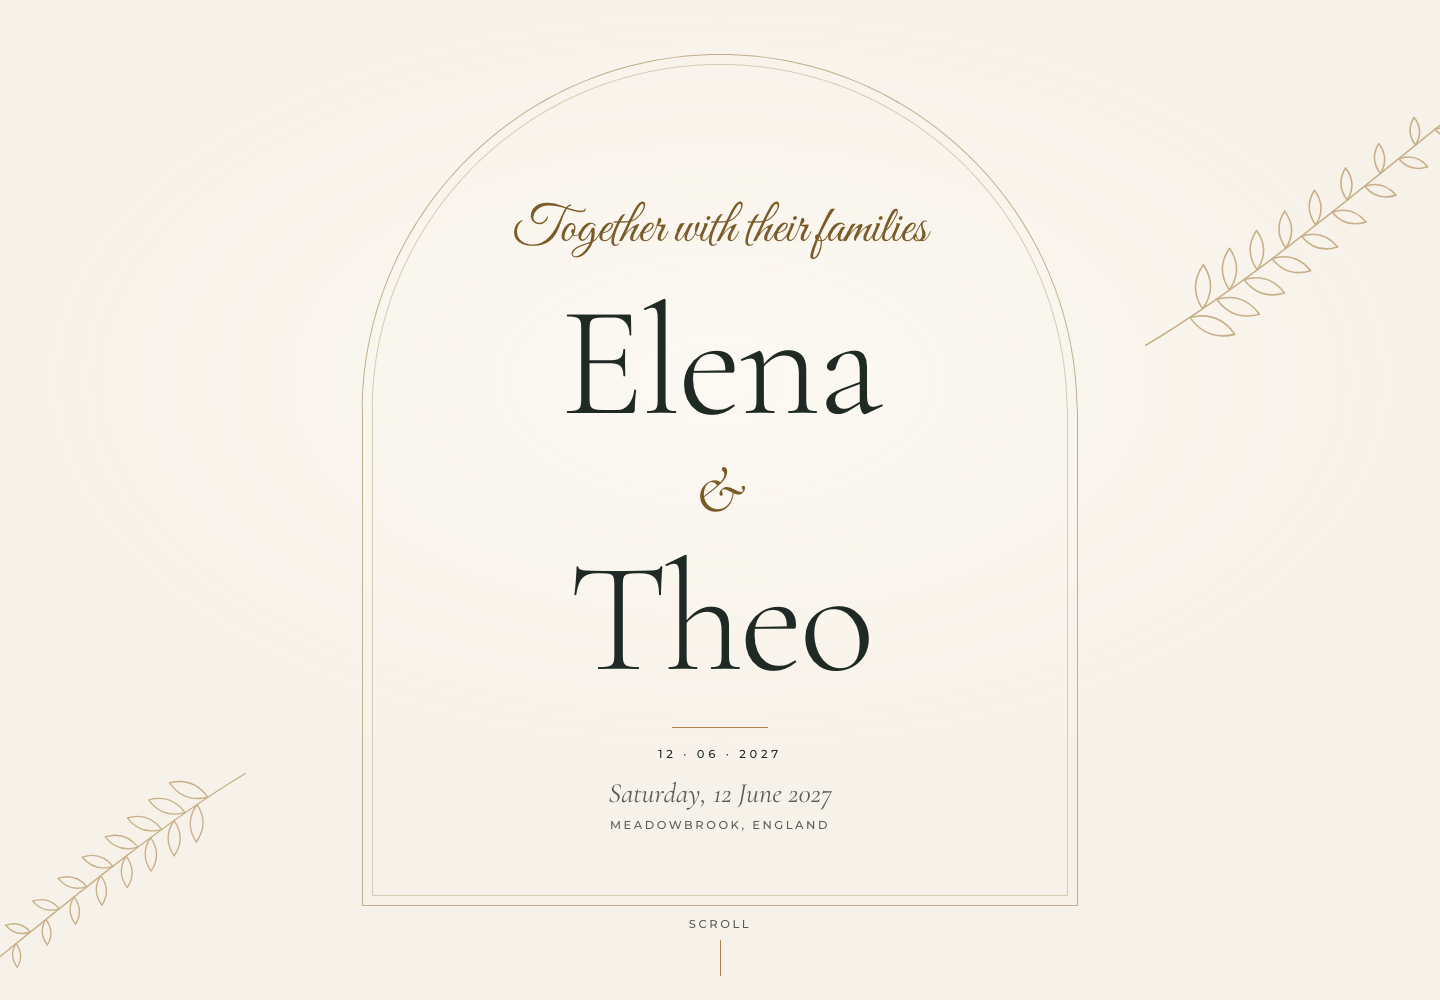 Together with their families
Elena
&
Theo
12 · 06 · 2027
Saturday, 12 June 2027
MEADOWBROOK, ENGLAND
SCROLL